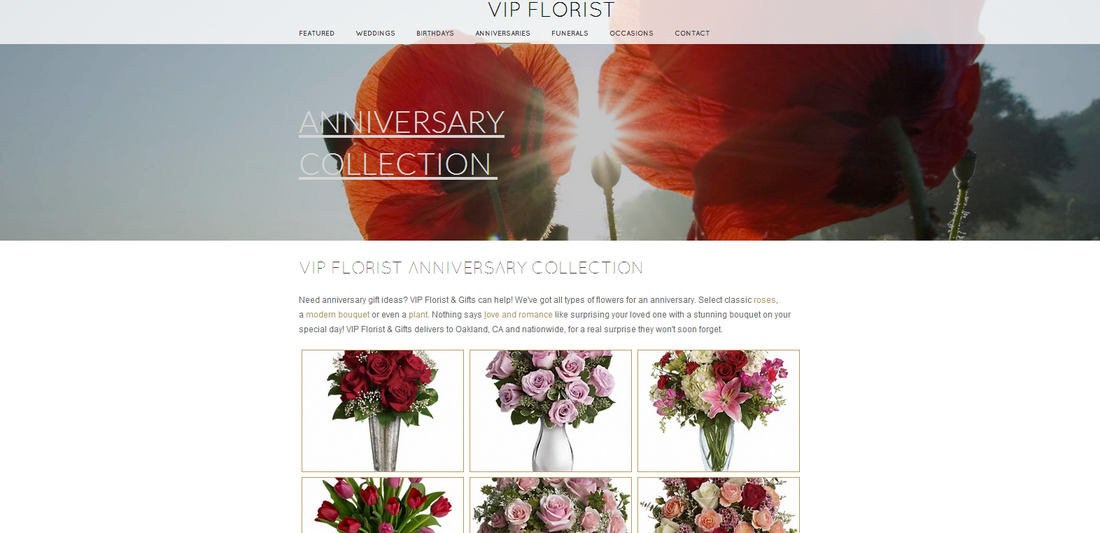 VIP FLORIST
FEATURED WEDDINGS BIRTHDAYS ANNIVERSARIES FUNERALS OCCASIONS CONTACT
ANNIVERSARY
COLLECTION
VIP FLORIST ANNIVERSARY COLLECTION
Need anniversary gift ideas? VIP Florist & Gifts can help! We've got all types of flowers for an anniversary. Select classic roses,
a modern bouquet or even a plant. Nothing says love and romance like surprising your loved one with a stunning bouquet on your
special day! VIP Florist & Gifts delivers to Oakland, CA and nationwide, for a real surprise they won't soon forget.